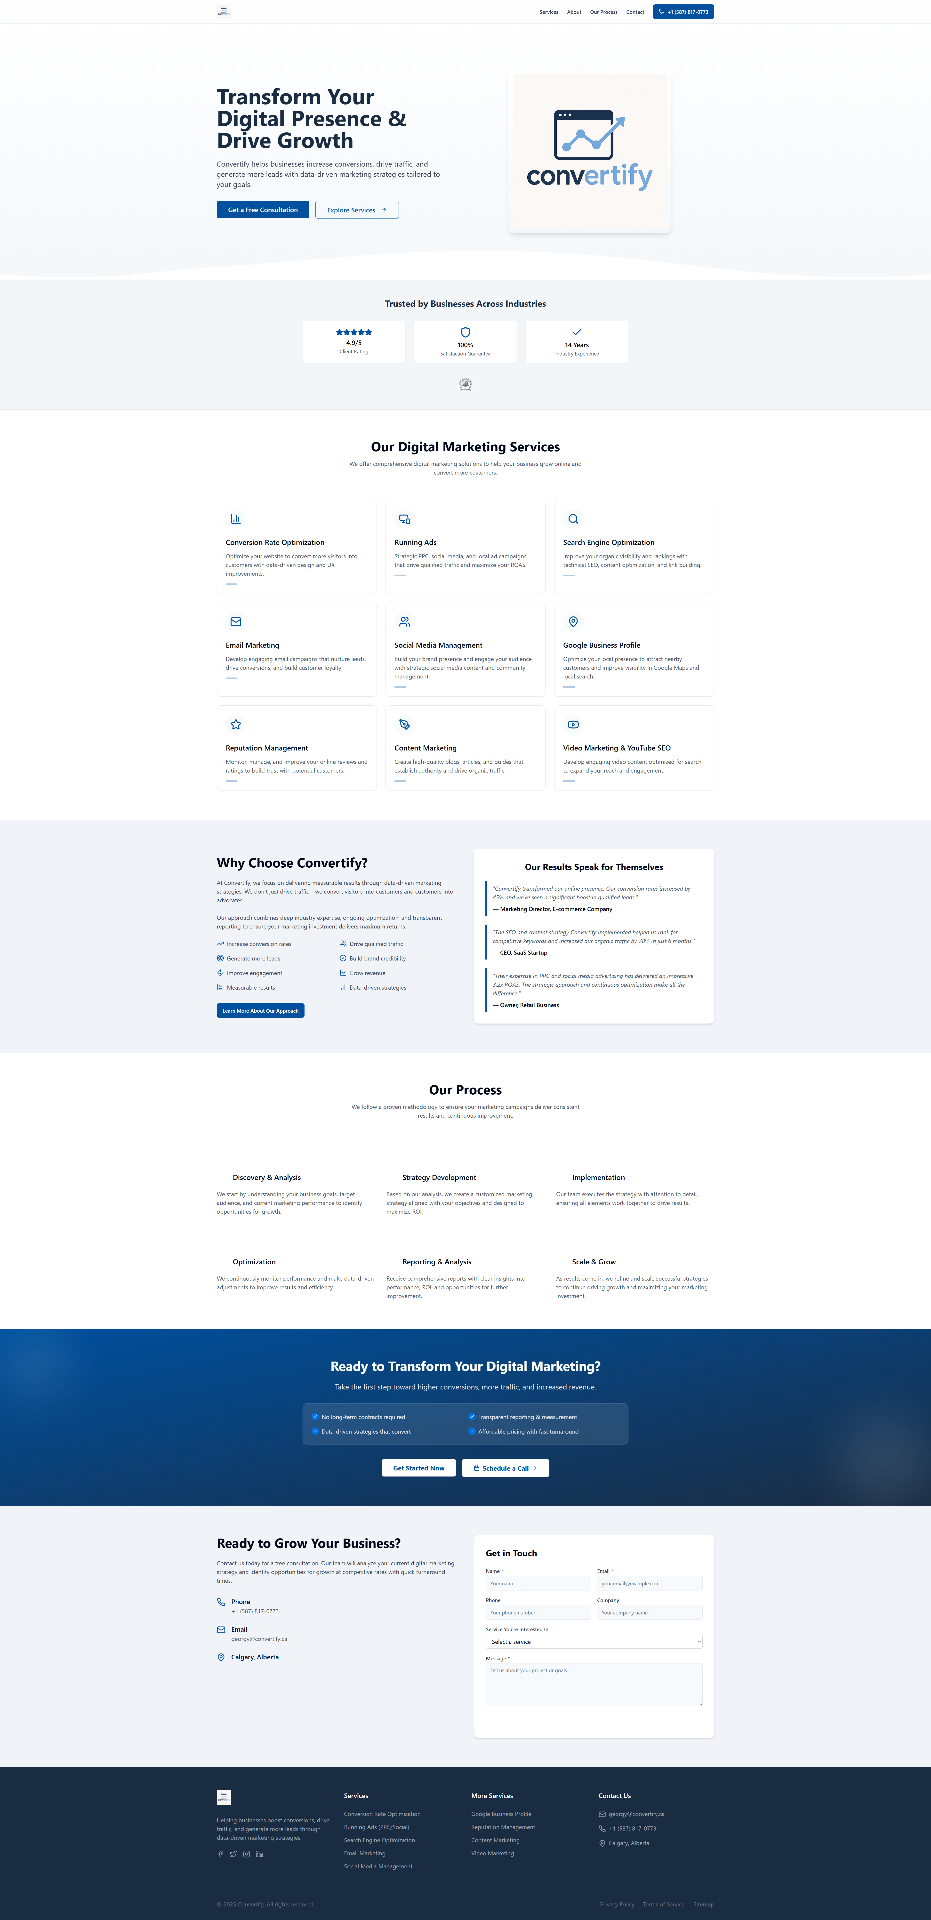 Services About Our Process Contact +1 (587) 817-0773
Transform Your
Digital Presence &
Drive Growth
Convertify helps businesses increase conversions, drive traffic, and
generate more leads with data-driven marketing strategies tailored to
your goals.
Get a Free Consultation Explore Services
convertify
Trusted by Businesses Across Industries
4.9/5
Client Rating
100%
Satisfaction Guarantee
14 Years
Industry Experience
Our Digital Marketing Services
We offer comprehensive digital marketing solutions to help your business grow online and
convert more customers.
Conversion Rate Optimization
Optimize your website to convert more visitors into
customers with data-driven design and UX
improvements.
Running Ads
Strategic PPC, social media, and local ad campaigns
that drive qualified traffic and maximize your ROAS.
Search Engine Optimization
Improve your organic visibility and rankings with
technical SEO, content optimization, and link building.
Email Marketing
Develop engaging email campaigns that nurture leads,
drive conversions, and build customer loyalty.
Social Media Management
Build your brand presence and engage your audience
with strategic social media content and community
management.
Google Business Profile
Optimize your local presence to attract nearby
customers and improve visibility in Google Maps and
local search.
Reputation Management
Monitor, manage, and improve your online reviews and
ratings to build trust with potential customers.
Content Marketing
Create high-quality blogs, articles, and guides that
establish authority and drive organic traffic.
Video Marketing & YouTube SEO
Develop engaging video content optimized for search
to expand your reach and engagement.
Why Choose Convertify?
At Convertify, we focus on delivering measurable results through data-driven marketing
strategies. We don't just drive traffic - we convert visitors into customers and customers into
advocates.
Our approach combines deep industry expertise, ongoing optimization, and transparent
reporting to ensure your marketing investment delivers maximum returns.
Increase conversion rates
Drive qualified traffic
Generate more leads
Build brand credibility
Improve engagement
Grow revenue
Measurable results
Data-driven strategies
Learn More About Our Approach
Our Results Speak for Themselves
"Convertify transformed our online presence. Our conversion rates increased by
45% and we've seen a significant boost in qualified leads."
— Marketing Director, E-commerce Company
"The SEO and content strategy Convertify implemented helped us rank for
competitive keywords and increased our organic traffic by 78% in just 6 months."
— CEO, SaaS Startup
"Their expertise in PPC and social media advertising has delivered an impressive
3.2x ROAS. The strategic approach and continuous optimization make all the
difference."
— Owner, Retail Business
Our Process
We follow a proven methodology to ensure your marketing campaigns deliver consistent
results and continuous improvement.
Discovery & Analysis
We start by understanding your business goals, target
audience, and current marketing performance to identify
opportunities for growth.
Strategy Development
Based on our analysis, we create a customized marketing
strategy aligned with your objectives and designed to
maximize ROI.
Implementation
Our team executes the strategy with attention to detail,
ensuring all elements work together to drive results.
Optimization
We continuously monitor performance and make data-driven
adjustments to improve results and efficiency.
Reporting & Analysis
Receive comprehensive reports with clear insights into
performance, ROI, and opportunities for further
improvement.
Scale & Grow
As results come in, we refine and scale successful strategies
to continue driving growth and maximizing your marketing
investment.
Ready to Transform Your Digital Marketing?
Take the first step toward higher conversions, more traffic, and increased revenue.
No long-term contracts required
Transparent reporting & measurement
Data-driven strategies that convert
Affordable pricing with fast turnaround
Get Started Now Schedule a Call
Ready to Grow Your Business?
Contact us today for a free consultation. Our team will analyze your current digital marketing
strategy and identify opportunities for growth at competitive rates with quick turnaround
times.
Phone
+1 (587) 817-0773
Email
georgy@convertify.ca
Calgary, Alberta
Get in Touch
Name * Email *
Your name your.email@example.com
Phone Company
Your phone number Your company name
Service You're Interested In
Select a service
Message *
Tell us about your project or goals
Helping businesses boost conversions, drive
traffic, and generate more leads through
data-driven marketing strategies.
Services
Conversion Rate Optimization
Running Ads (PPC/Social)
Search Engine Optimization
Email Marketing
Social Media Management
More Services
Google Business Profile
Reputation Management
Content Marketing
Video Marketing
Contact Us
georgy@convertify.ca
+1 (587) 817-0773
Calgary, Alberta
© 2025 Convertify. All rights reserved.
Privacy Policy Terms of Service Sitemap